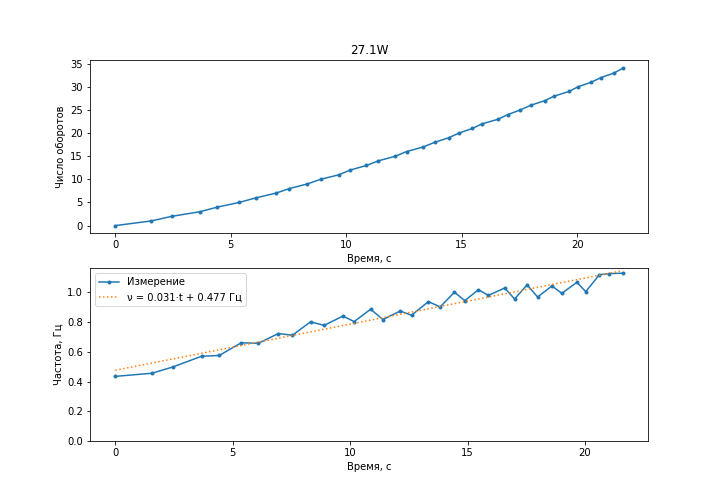 27.1W
35
30
25
20
15
10
5
0
Число оборотов
0 5 10 15 20
Время, с
Измерение
ν = 0.031·t + 0.477 Гц
1.0
0.8
0.6
0.4
0.2
0.0
Частота, Гц
0 5 10 15 20
Время, с